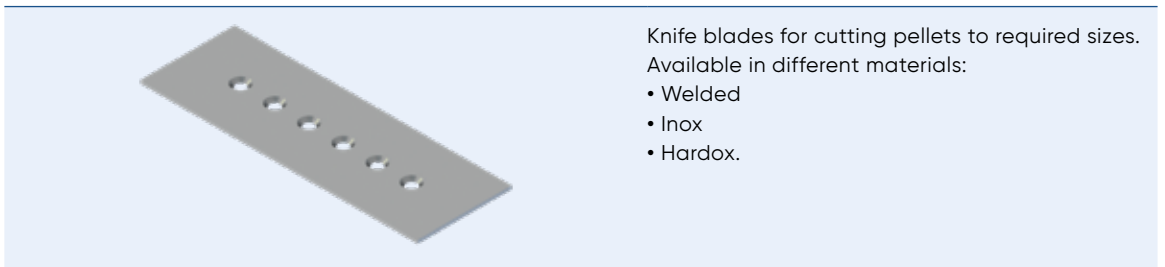 Knife blades for cutting pellets to required sizes.
Available in different materials:
• Welded
• Inox
• Hardox.